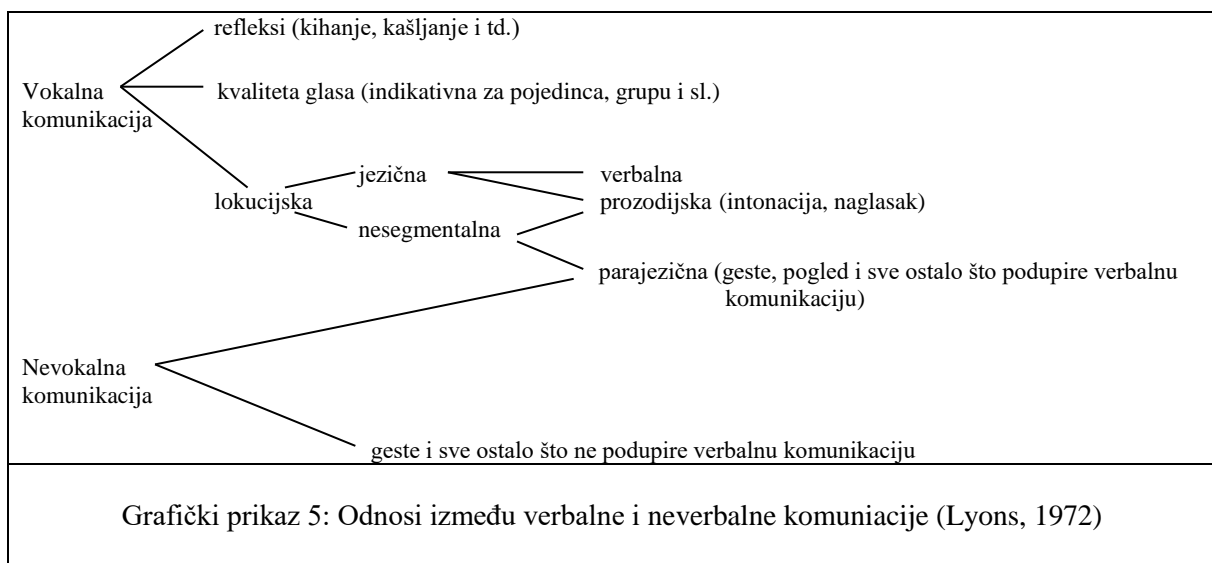 refleksi (kihanje, kašljanje i td.)
Vokalna
komunikacija
kvaliteta glasa (indikativna za pojedinca, grupu i sl.)
jezična
verbalna
lokucijska
prozodijska (intonacija, naglasak)
nesegmentalna
parajezična (geste, pogled i sve ostalo što podupire verbalnu
komunikaciju)
Nevokalna
komunikacija
geste i sve ostalo što ne podupire verbalnu komunikaciju
Grafički prikaz 5: Odnosi između verbalne i neverbalne komuniacije (Lyons, 1972)